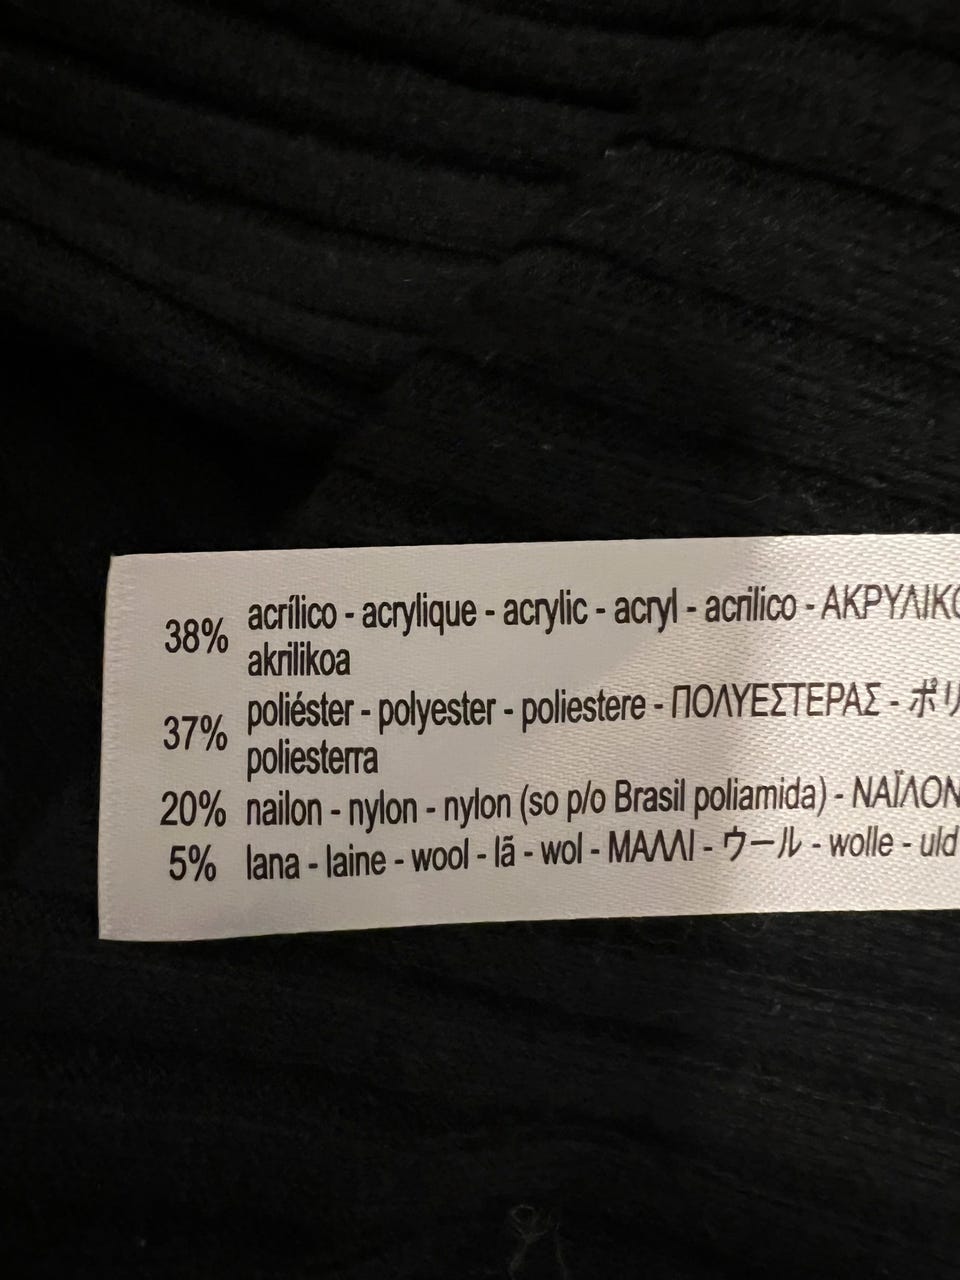 38% acrílico - acrylique - acrylic - acryl - acrilico - ΑΚΡΥΛΙΚ
akrilikoa
37% poliéster - polyester - poliestere - ΠΟΛΥΕΣΤΕΡΑΣ - ポリ
poliesterra
20% nailon - nylon - nylon (so p/o Brasil poliamida) - ΝΑΪΛΟΝ
5% lana - laine - wool - lã - wol - ΜΑΛΛΙ - ウール - wolle - uld